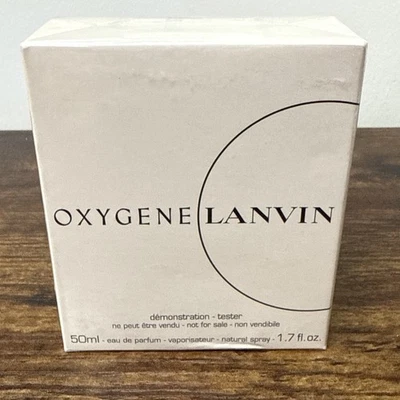 OXYGENE LANVIN
démonstration - tester
ne peut être vendu - not for sale - non vendibile
50ml - eau de parfum - vaporisateur - natural spray - 1.7 fl.oz.